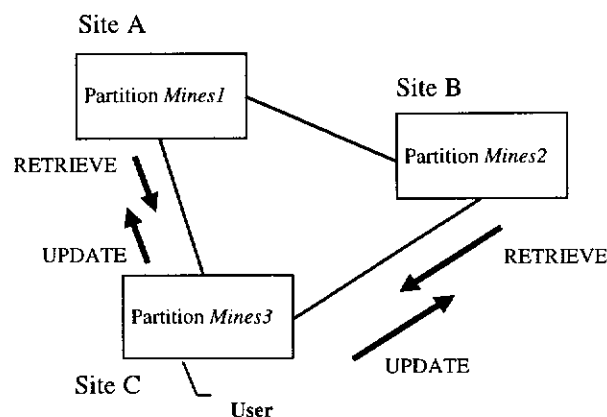 Site A
Partition Mines1
Site B
Partition Mines2
RETRIEVE
UPDATE
RETRIEVE
Partition Mines3
UPDATE
Site C
User